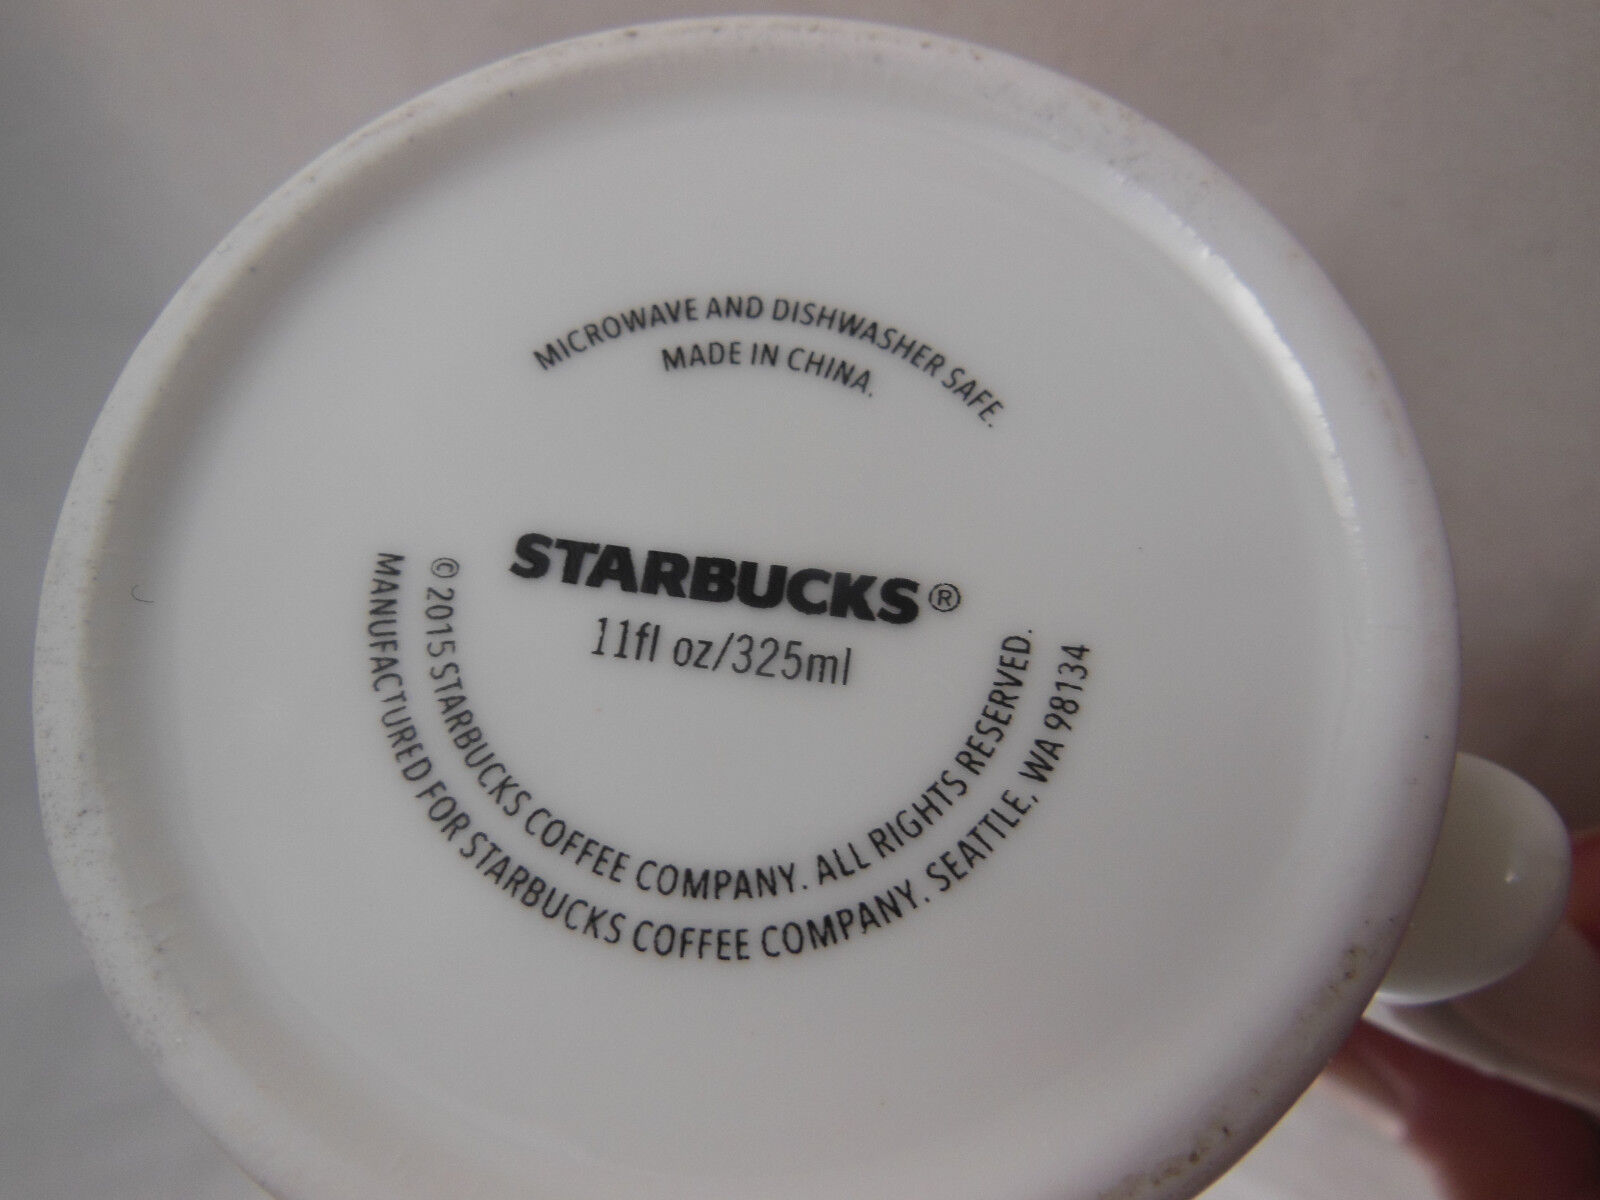 MICROWAVE AND DISHWASHER SAFE.
MADE IN CHINA.
STARBUCKS®
11fl oz/325ml
© 2015 STARBUCKS COFFEE COMPANY. ALL RIGHTS RESERVED.
MANUFACTURED FOR STARBUCKS COFFEE COMPANY. SEATTLE, WA 98134